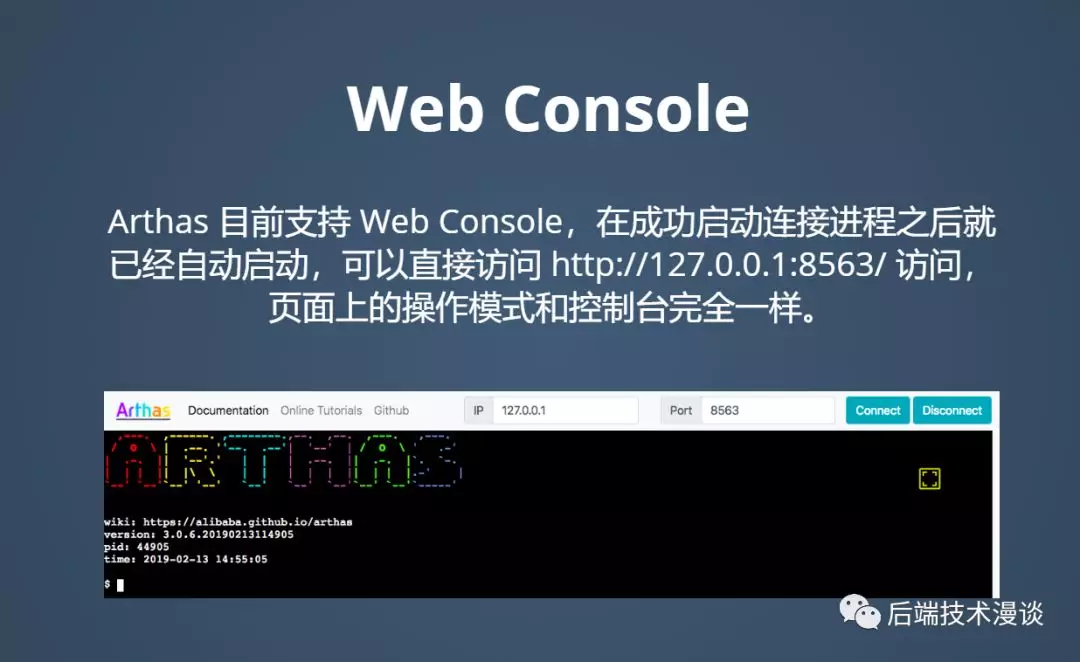 Web Console
Arthas 目前支持 Web Console，在成功启动连接进程之后就
已经自动启动，可以直接访问 http://127.0.0.1:8563/ 访问，
页面上的操作模式和控制台完全一样。
Arthas Documentation Online Tutorials Github IP 127.0.0.1 Port 8563 Connect Disconnect
ARTHAS
wiki: https://alibaba.github.io/arthas
version: 3.0.6.20190213114905
pid: 44905
time: 2019-02-13 14:55:05
$
后端技术漫谈